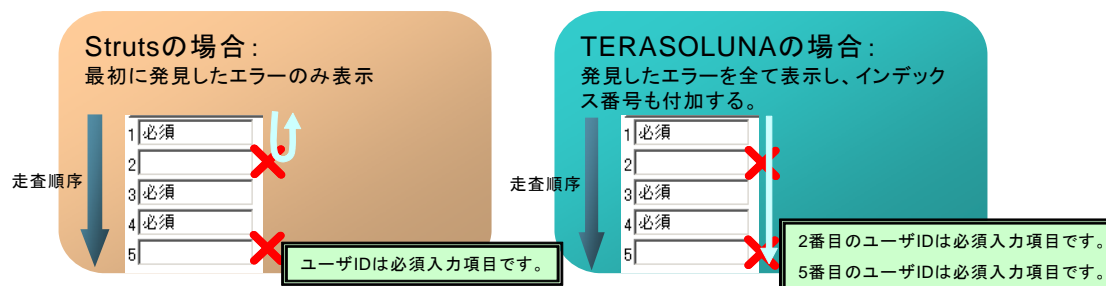 Strutsの場合:
最初に発見したエラーのみ表示
走査順序
1 必須
2
3 必須
4 必須
5
ユーザIDは必須入力項目です。
TERASOLUNAの場合:
発見したエラーを全て表示し、インデック
ス番号も付加する。
走査順序
1 必須
2
3 必須
4 必須
5
2番目のユーザIDは必須入力項目です。
5番目のユーザIDは必須入力項目です。